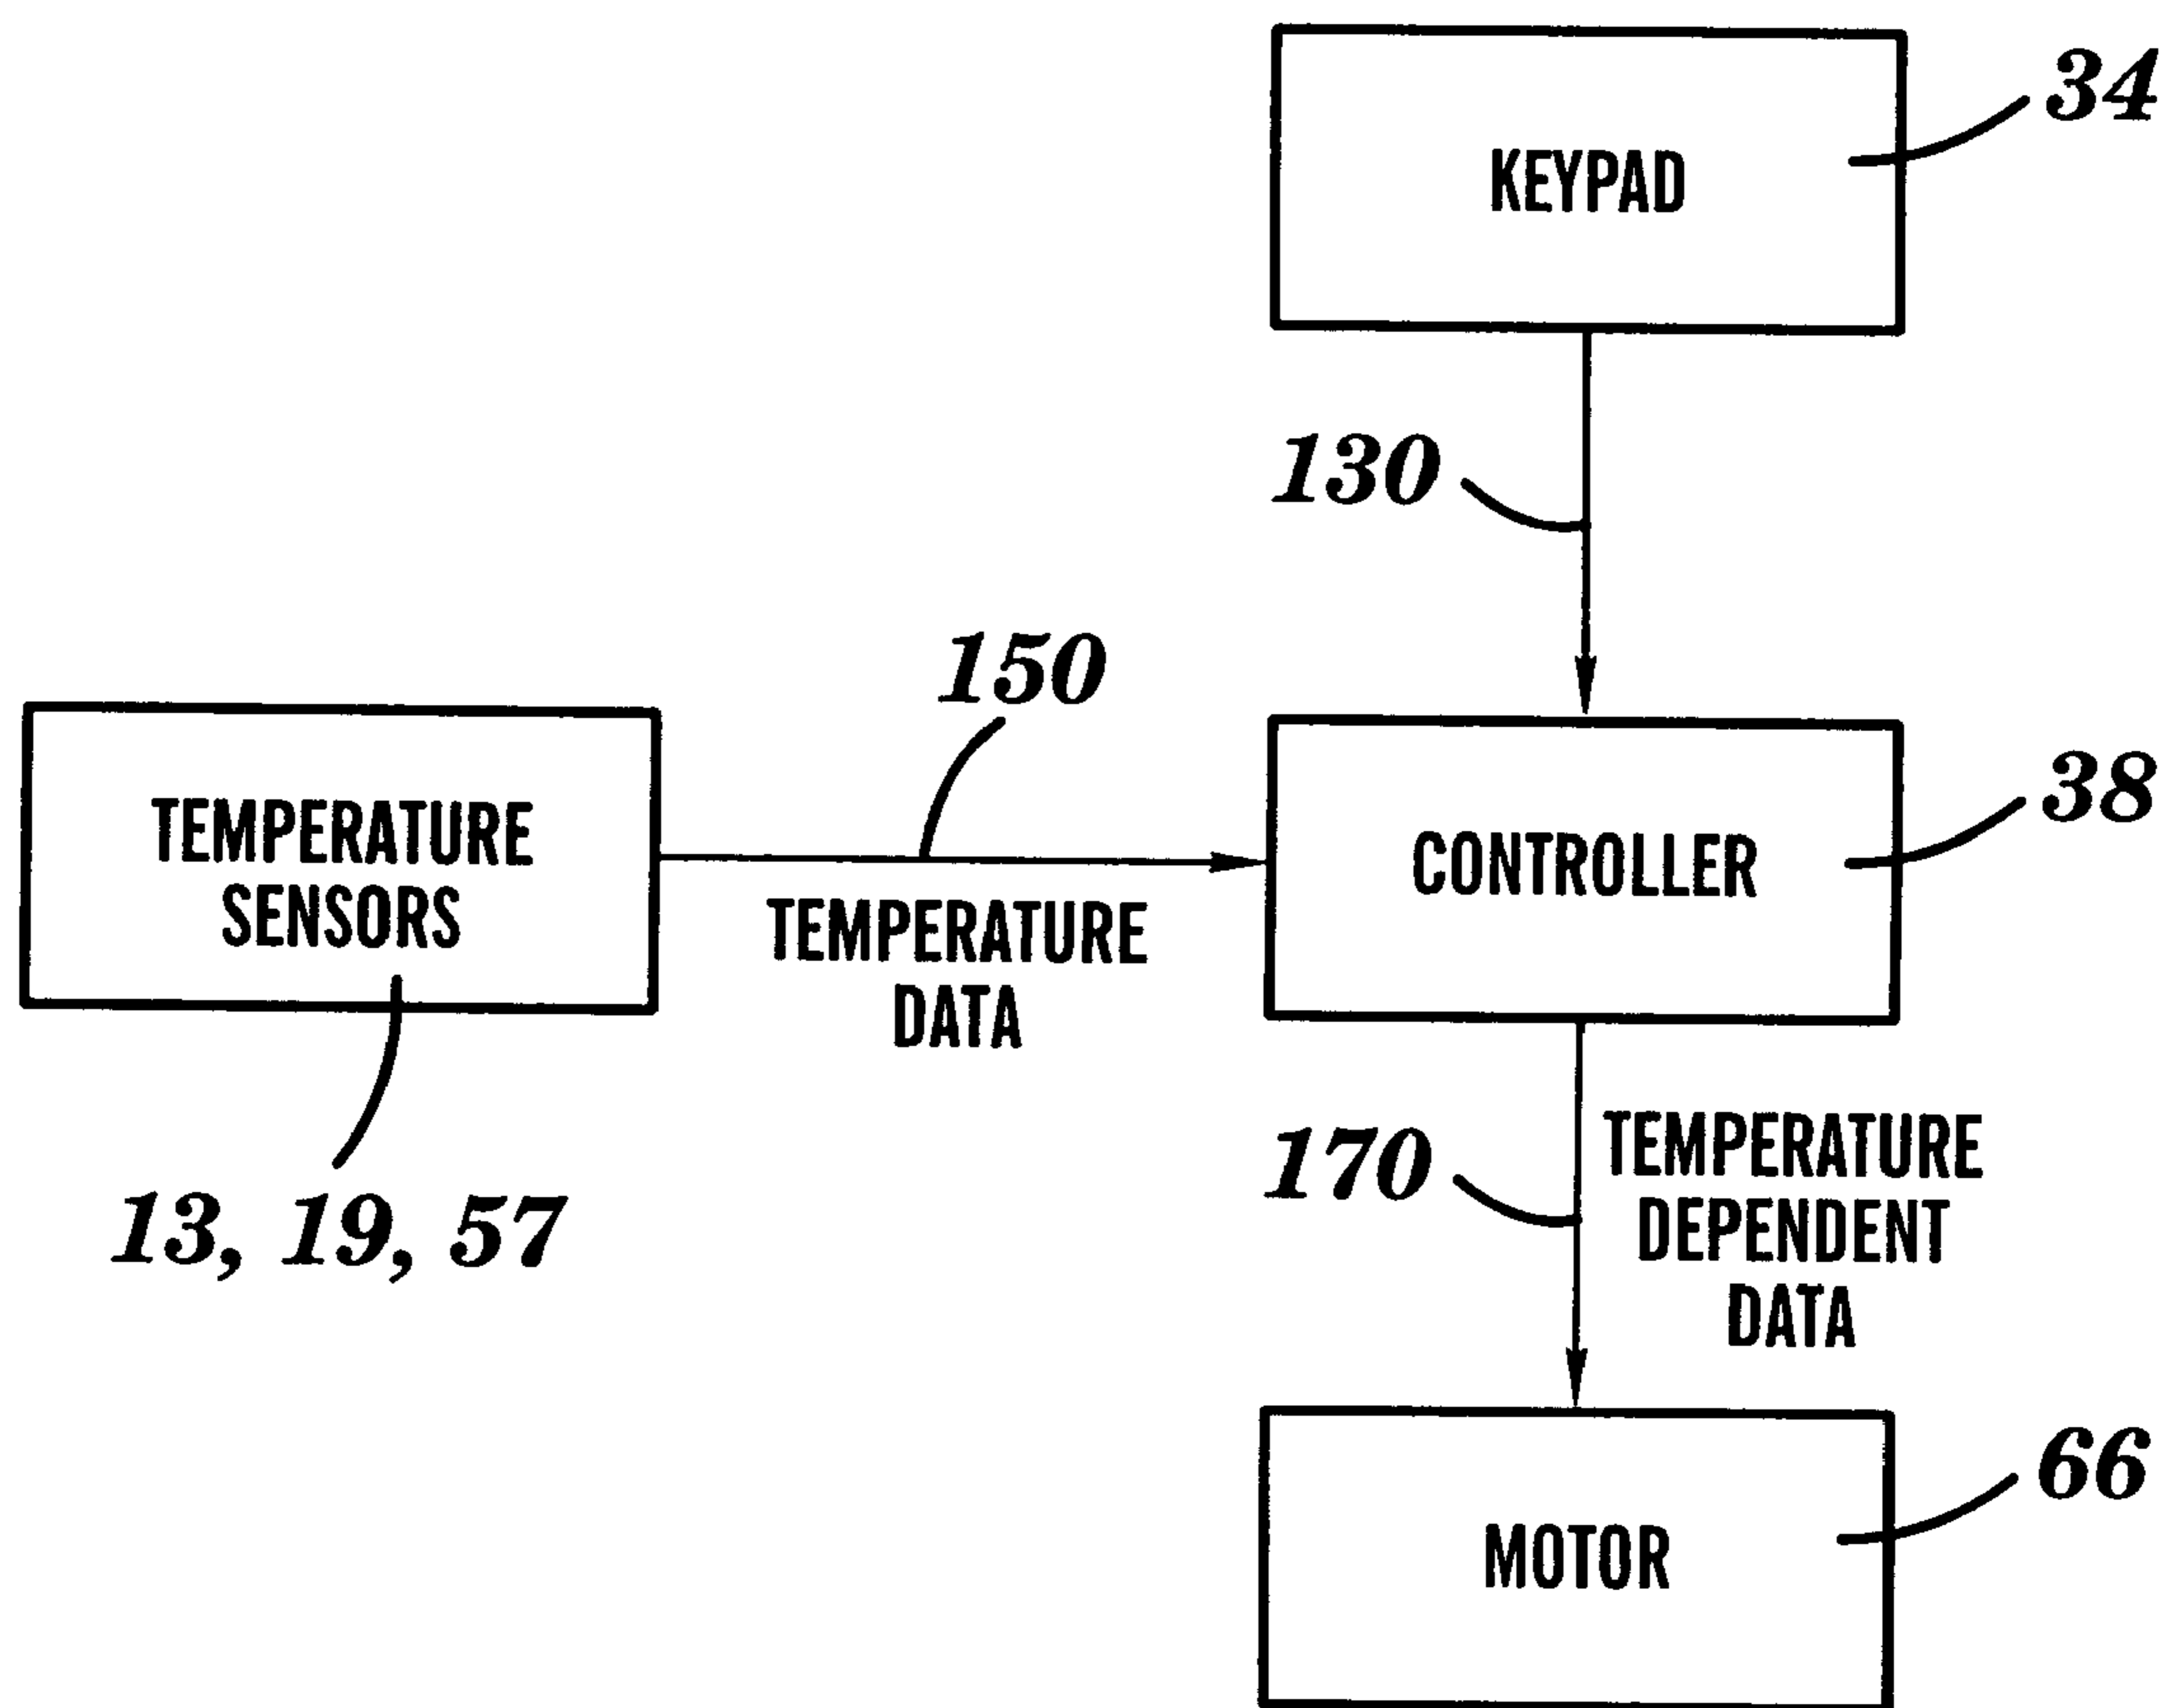 34
KEYPAD
130
150
TEMPERATURE
SENSORS
TEMPERATURE
DATA
CONTROLLER
38
13, 19, 57
170
TEMPERATURE
DEPENDENT
DATA
66
MOTOR